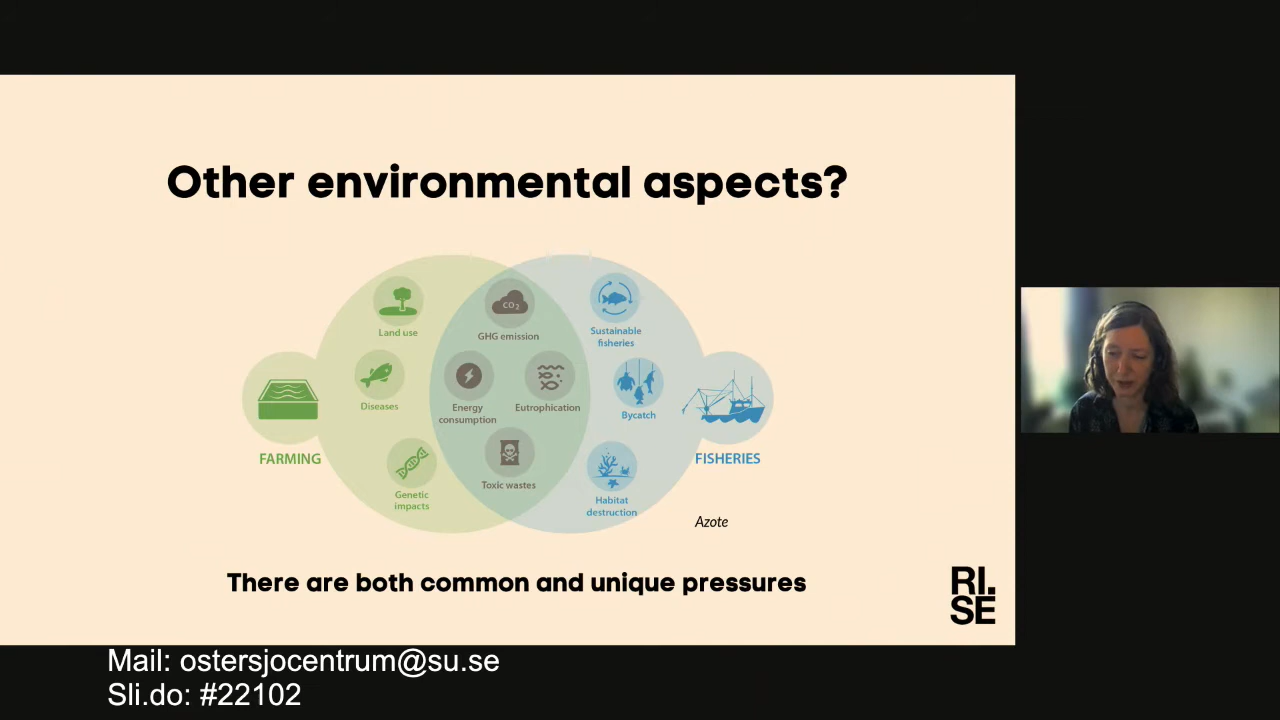 Other environmental aspects?
CO2
Land use
GHG emission
Sustainable
fisheries
Diseases
Energy
consumption
Eutrophication
Bycatch
FARMING
FISHERIES
Genetic
impacts
Toxic wastes
Habitat
destruction
Azote
There are both common and unique pressures
RI.
SE
Mail: ostersjocentrum@su.se
Sli.do: #22102